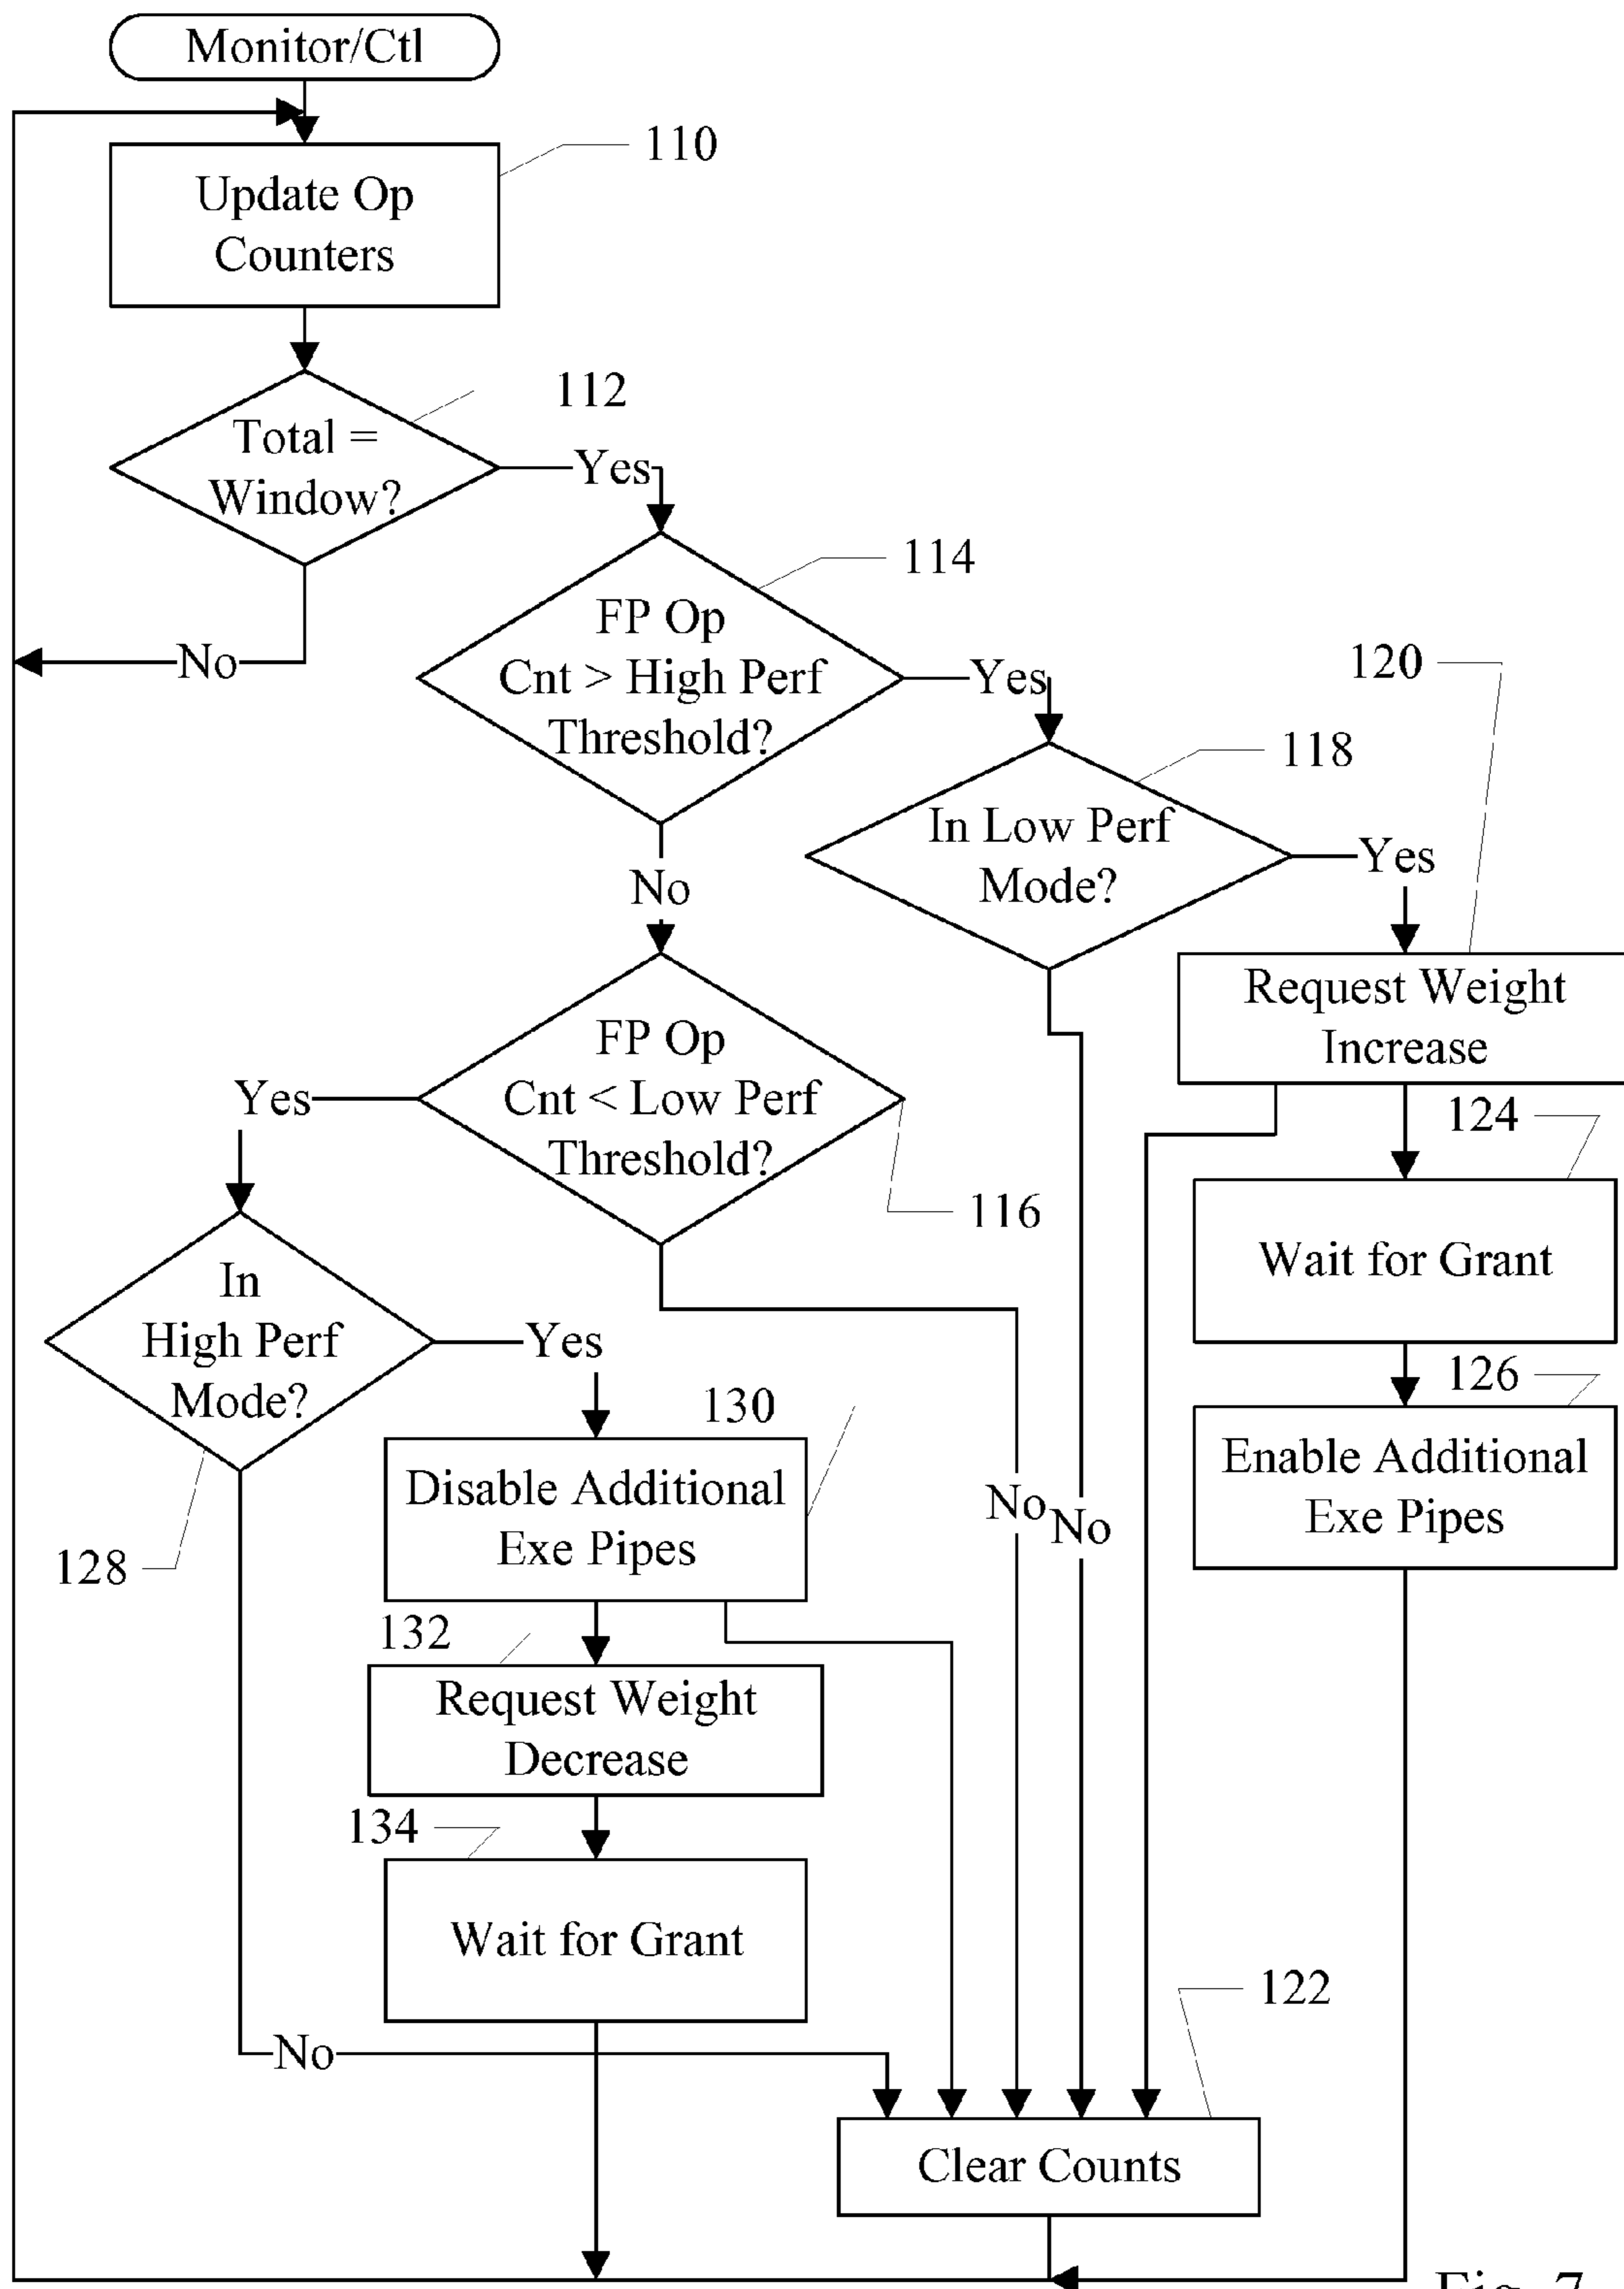 Monitor/Ctl
110
Update Op
Counters
112
Total =
Window?
Yes
114
FP Op
Cnt > High Perf
Threshold?
No
Yes
120
118
In Low Perf
Mode?
Yes
No
Request Weight
Increase
FP Op
Cnt < Low Perf
Threshold?
Yes
124
116
Wait for Grant
In
High Perf
Mode?
Yes
126
130
Enable Additional
Exe Pipes
Disable Additional
Exe Pipes
No
No
128
132
Request Weight
Decrease
134
Wait for Grant
122
No
Clear Counts
Fig. 7